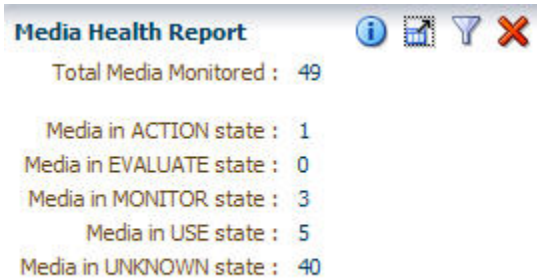 Media Health Report
Total Media Monitored : 49
Media in ACTION state : 1
Media in EVALUATE state : 0
Media in MONITOR state : 3
Media in USE state : 5
Media in UNKNOWN state : 40